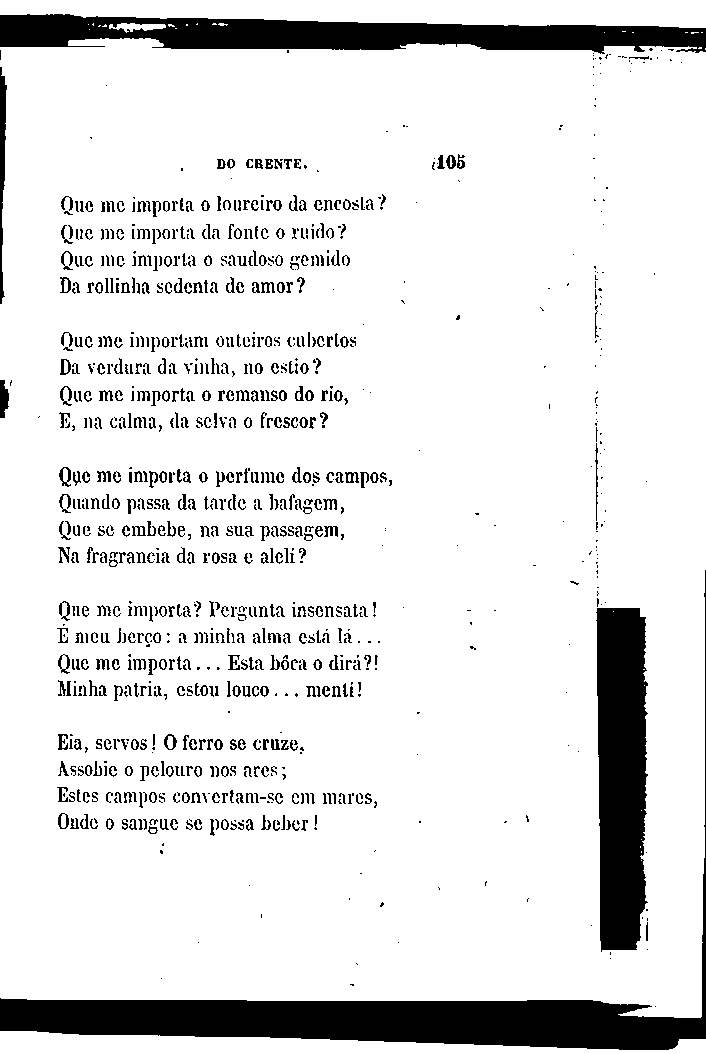 DO CRENTE. 105
Que me importa o loureiro da encosta?
Que me importa da fonte o ruido?
Que me importa o saudoso gemido
Da rollinha sedenta de amor?
Que me importam outeiros cubertos
Da verdura da vinha, no estio?
Que me importa o remanso do rio,
E, na calma, da selva o frescor?
Que me importa o perfume dos campos,
Quando passa da tarde a bafagem,
Que se embebe, na sua passagem,
Na fragrancia da rosa e aleli?
Que me importa? Pergunta insensata!
É meu berço: a minha alma está lá...
Que me importa... Esta bôca o dirá?!
Minha patria, estou louco... menti!
Eia, servos! O ferro se cruze,
Assobie o pelouro nos ares;
Estes campos convertam-se em mares,
Onde o sangue se possa beber!